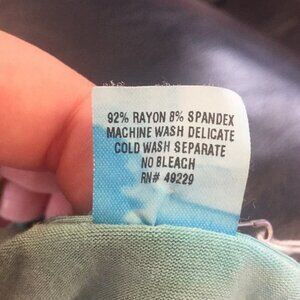 92% RAYON 8% SPANDEX
MACHINE WASH DELICATE
COLD WASH SEPARATE
NO BLEACH
RN# 49229